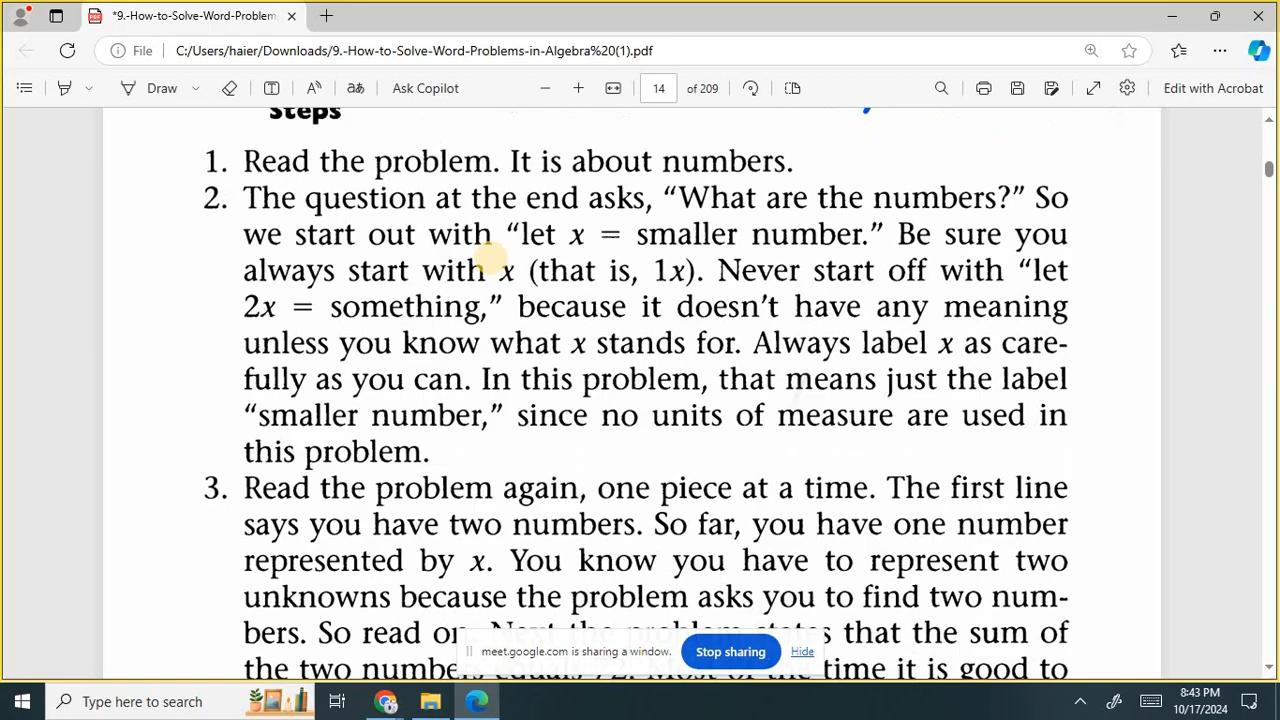 *9.-How-to-Solve-Word-Problem
File
C:/Users/haier/Downloads/9.-How-to-Solve-Word-Problems-in-Algebra%20(1).pdf
Draw
Ask Copilot
14 of 209
Edit with Acrobat
Steps
1. Read the problem. It is about numbers.
2. The question at the end asks, “What are the numbers?” So
we start out with “let x = smaller number.” Be sure you
always start with x (that is, 1x). Never start off with “let
2x = something,” because it doesn’t have any meaning
unless you know what x stands for. Always label x as care-
fully as you can. In this problem, that means just the label
“smaller number,” since no units of measure are used in
this problem.
3. Read the problem again, one piece at a time. The first line
says you have two numbers. So far, you have one number
represented by x. You know you have to represent two
unknowns because the problem asks you to find two num-
bers. So read on. Next the problem states that the sum of
the two numbers equals 72. Most of the time it is good to
meet.google.com is sharing a window.
Stop sharing
Hide
Type here to search
8:43 PM
10/17/2024